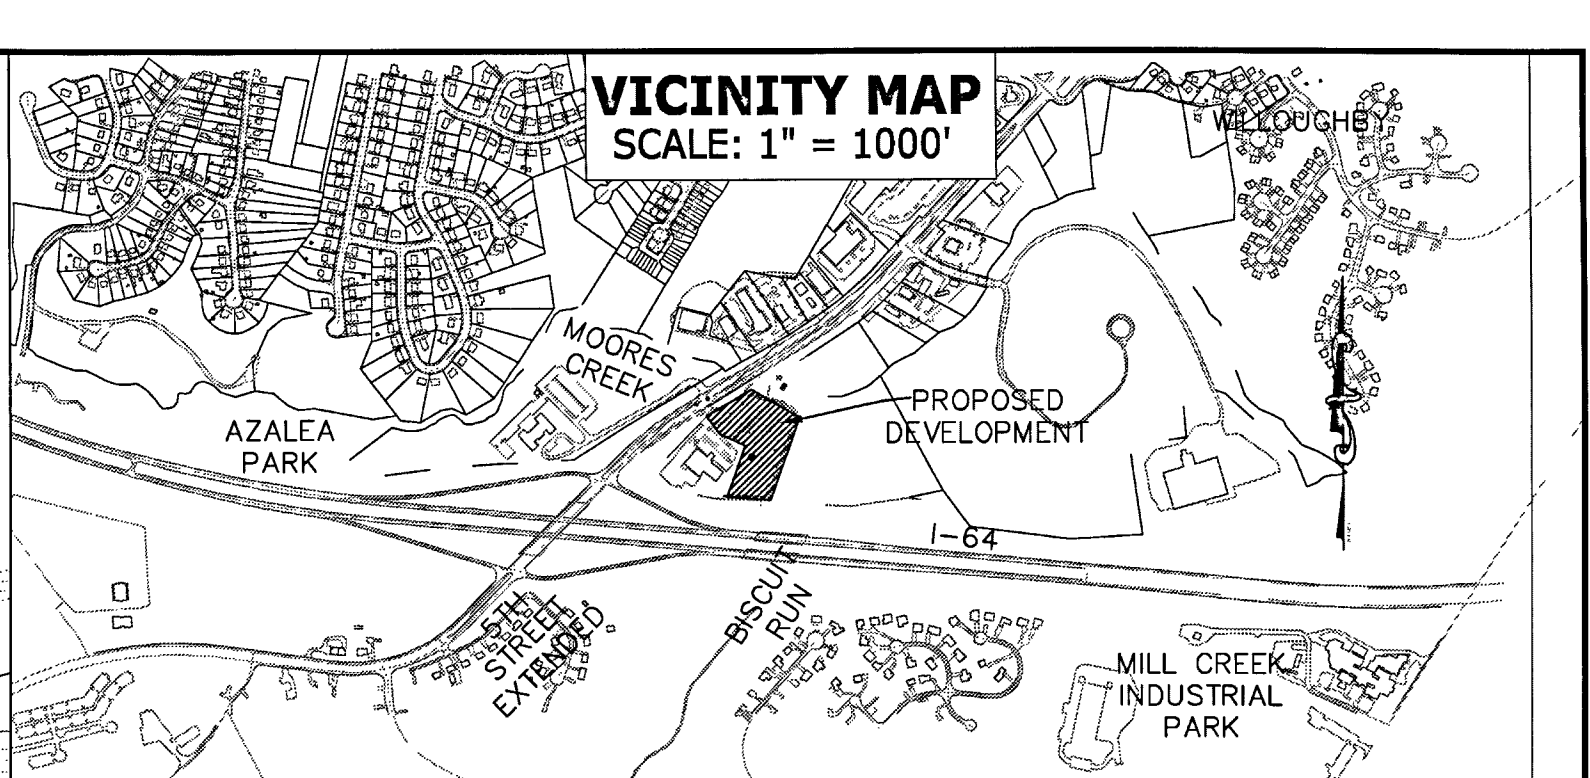 VICINITY MAP
SCALE: 1" = 1000'
WILLOUGHBY
MOORES
CREEK
PROPOSED
DEVELOPMENT
AZALEA
PARK
I-64
BISCUIT
RUN
5TH
STREET
EXTENDED
MILL CREEK
INDUSTRIAL
PARK